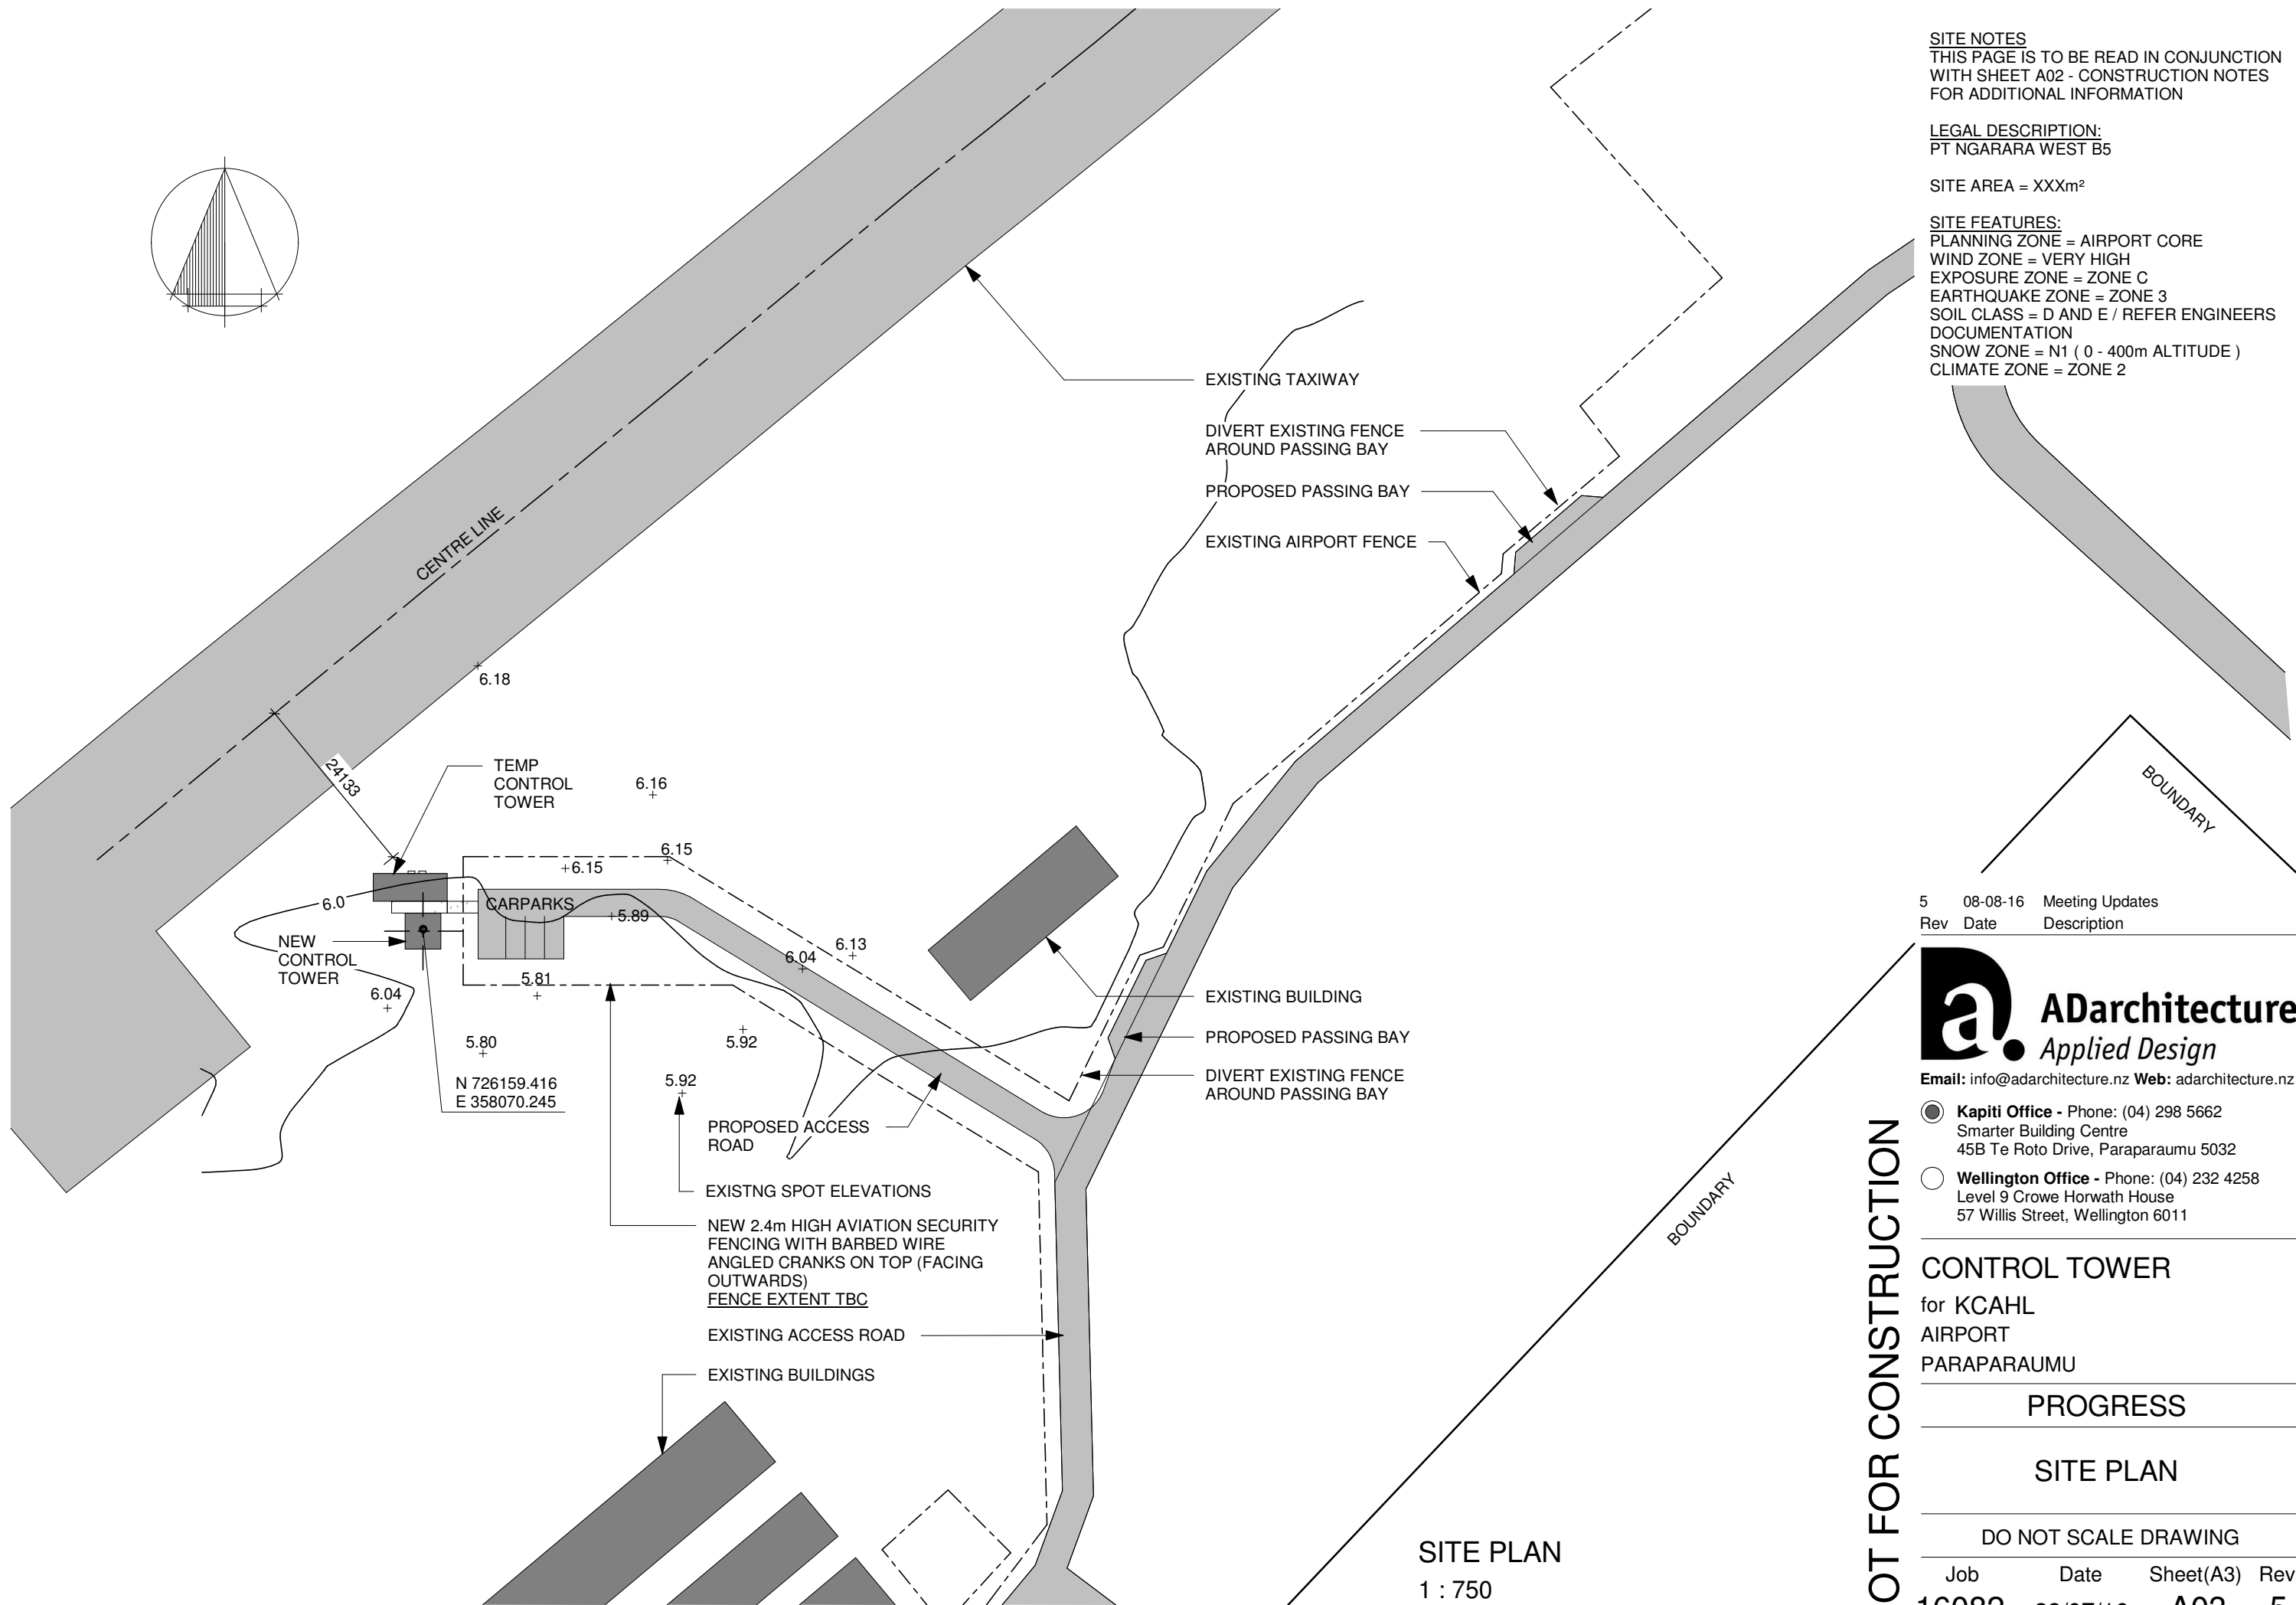 SITE NOTES
THIS PAGE IS TO BE READ IN CONJUNCTION
WITH SHEET A02 - CONSTRUCTION NOTES
FOR ADDITIONAL INFORMATION
LEGAL DESCRIPTION:
PT NGARARA WEST B5
SITE AREA = XXXm²
SITE FEATURES:
PLANNING ZONE = AIRPORT CORE
WIND ZONE = VERY HIGH
EXPOSURE ZONE = ZONE C
EARTHQUAKE ZONE = ZONE 3
SOIL CLASS = D AND E / REFER ENGINEERS
DOCUMENTATION
SNOW ZONE = N1 ( 0 - 400m ALTITUDE )
CLIMATE ZONE = ZONE 2
EXISTING TAXIWAY
DIVERT EXISTING FENCE
AROUND PASSING BAY
PROPOSED PASSING BAY
EXISTING AIRPORT FENCE
CENTRE LINE
6.18
24133
TEMP
CONTROL
TOWER
6.16
6.15
6.15
6.0
CARPARKS
5.89
NEW
CONTROL
TOWER
6.13
6.04
5.81
6.04
5.80
5.92
N 726159.416
E 358070.245
5.92
EXISTING BUILDING
PROPOSED PASSING BAY
DIVERT EXISTING FENCE
AROUND PASSING BAY
PROPOSED ACCESS
ROAD
EXISTNG SPOT ELEVATIONS
NEW 2.4m HIGH AVIATION SECURITY
FENCING WITH BARBED WIRE
ANGLED CRANKS ON TOP (FACING
OUTWARDS)
FENCE EXTENT TBC
EXISTING ACCESS ROAD
EXISTING BUILDINGS
BOUNDARY
BOUNDARY
SITE PLAN
1 : 750
OT FOR CONSTRUCTION
5 08-08-16 Meeting Updates
Rev Date Description
a.
ADarchitecture
Applied Design
Email: info@adarchitecture.nz Web: adarchitecture.nz
Kapiti Office - Phone: (04) 298 5662
Smarter Building Centre
45B Te Roto Drive, Paraparaumu 5032
Wellington Office - Phone: (04) 232 4258
Level 9 Crowe Horwath House
57 Willis Street, Wellington 6011
CONTROL TOWER
for KCAHL
AIRPORT
PARAPARAUMU
PROGRESS
SITE PLAN
DO NOT SCALE DRAWING
Job Date Sheet(A3) Rev